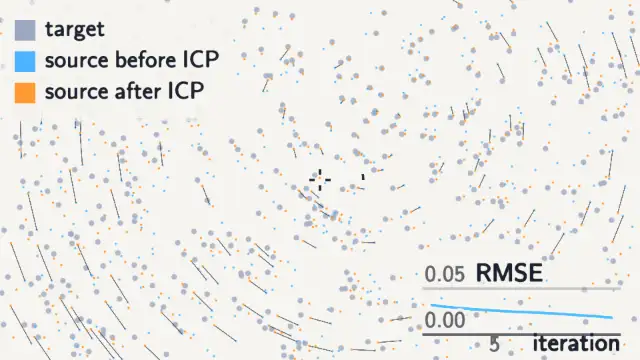 target
source before ICP
source after ICP
0.05 RMSE
0.00
5 iteration